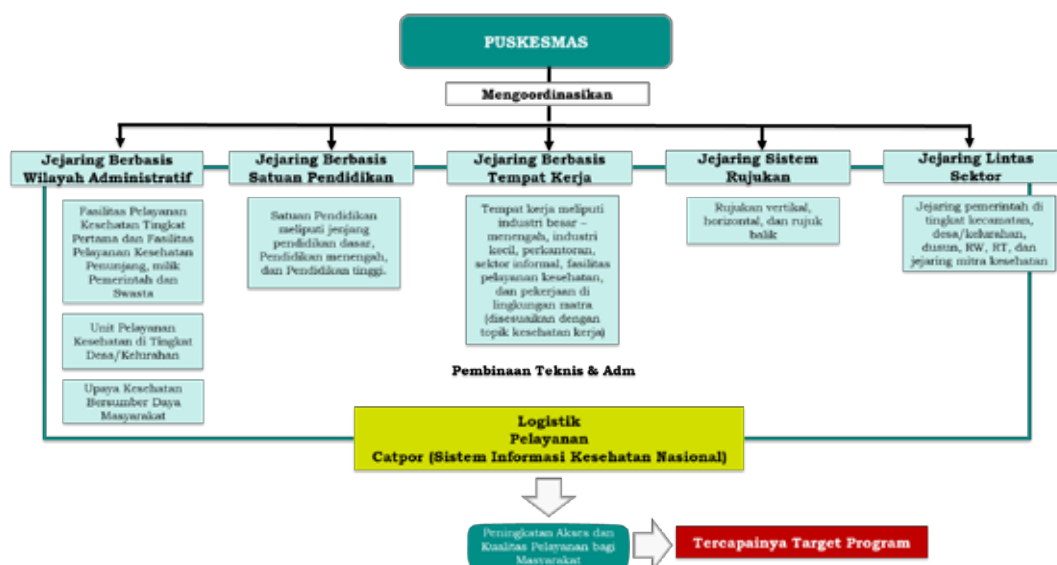 PUSKESMAS
Mengoordinasikan
Jejaring Berbasis
Wilayah Administratif
Fasilitas Pelayanan
Kesehatan Tingkat
Pertama dan Fasilitas
Pelayanan Kesehatan
Penunjang, milik
Pemerintah dan
Swasta
Unit Pelayanan
Kesehatan di Tingkat
Desa/Kelurahan
Upaya Kesehatan
Bersumber Daya
Masyarakat
Jejaring Berbasis
Satuan Pendidikan
Satuan Pendidikan
meliputi jenjang
pendidikan dasar,
Pendidikan menengah,
dan Pendidikan tinggi.
Jejaring Berbasis
Tempat Kerja
Tempat kerja meliputi
industri besar –
menengah, industri
kecil, perkantoran,
sektor informal, fasilitas
pelayanan kesehatan,
dan pekerjaan di
lingkungan matra
(disesuaikan dengan
topik kesehatan kerja)
Jejaring Sistem
Rujukan
Rujukan vertikal,
horizontal, dan rujuk
balik
Jejaring Lintas
Sektor
Jejaring pemerintah di
tingkat kecamatan,
desa/kelurahan,
dusun, RW, RT, dan
jejaring mitra kesehatan
Pembinaan Teknis & Adm
Logistik
Pelayanan
Catpor (Sistem Informasi Kesehatan Nasional)
Peningkatan Akses dan
Kualitas Pelayanan bagi
Masyarakat
Tercapainya Target Program